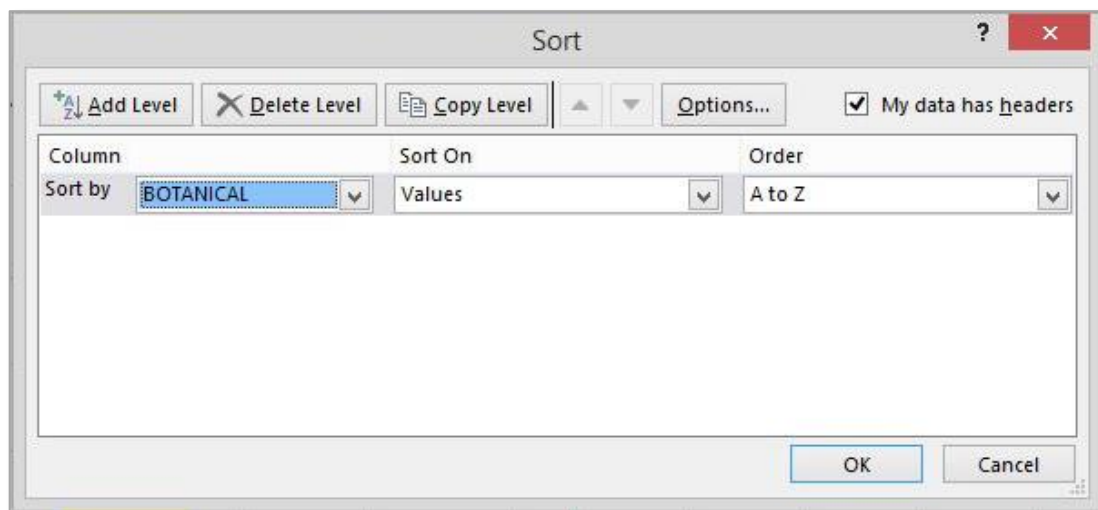 Sort
?
Add Level Delete Level Copy Level Options... My data has headers
Column Sort On Order
Sort by BOTANICAL Values A to Z
OK Cancel